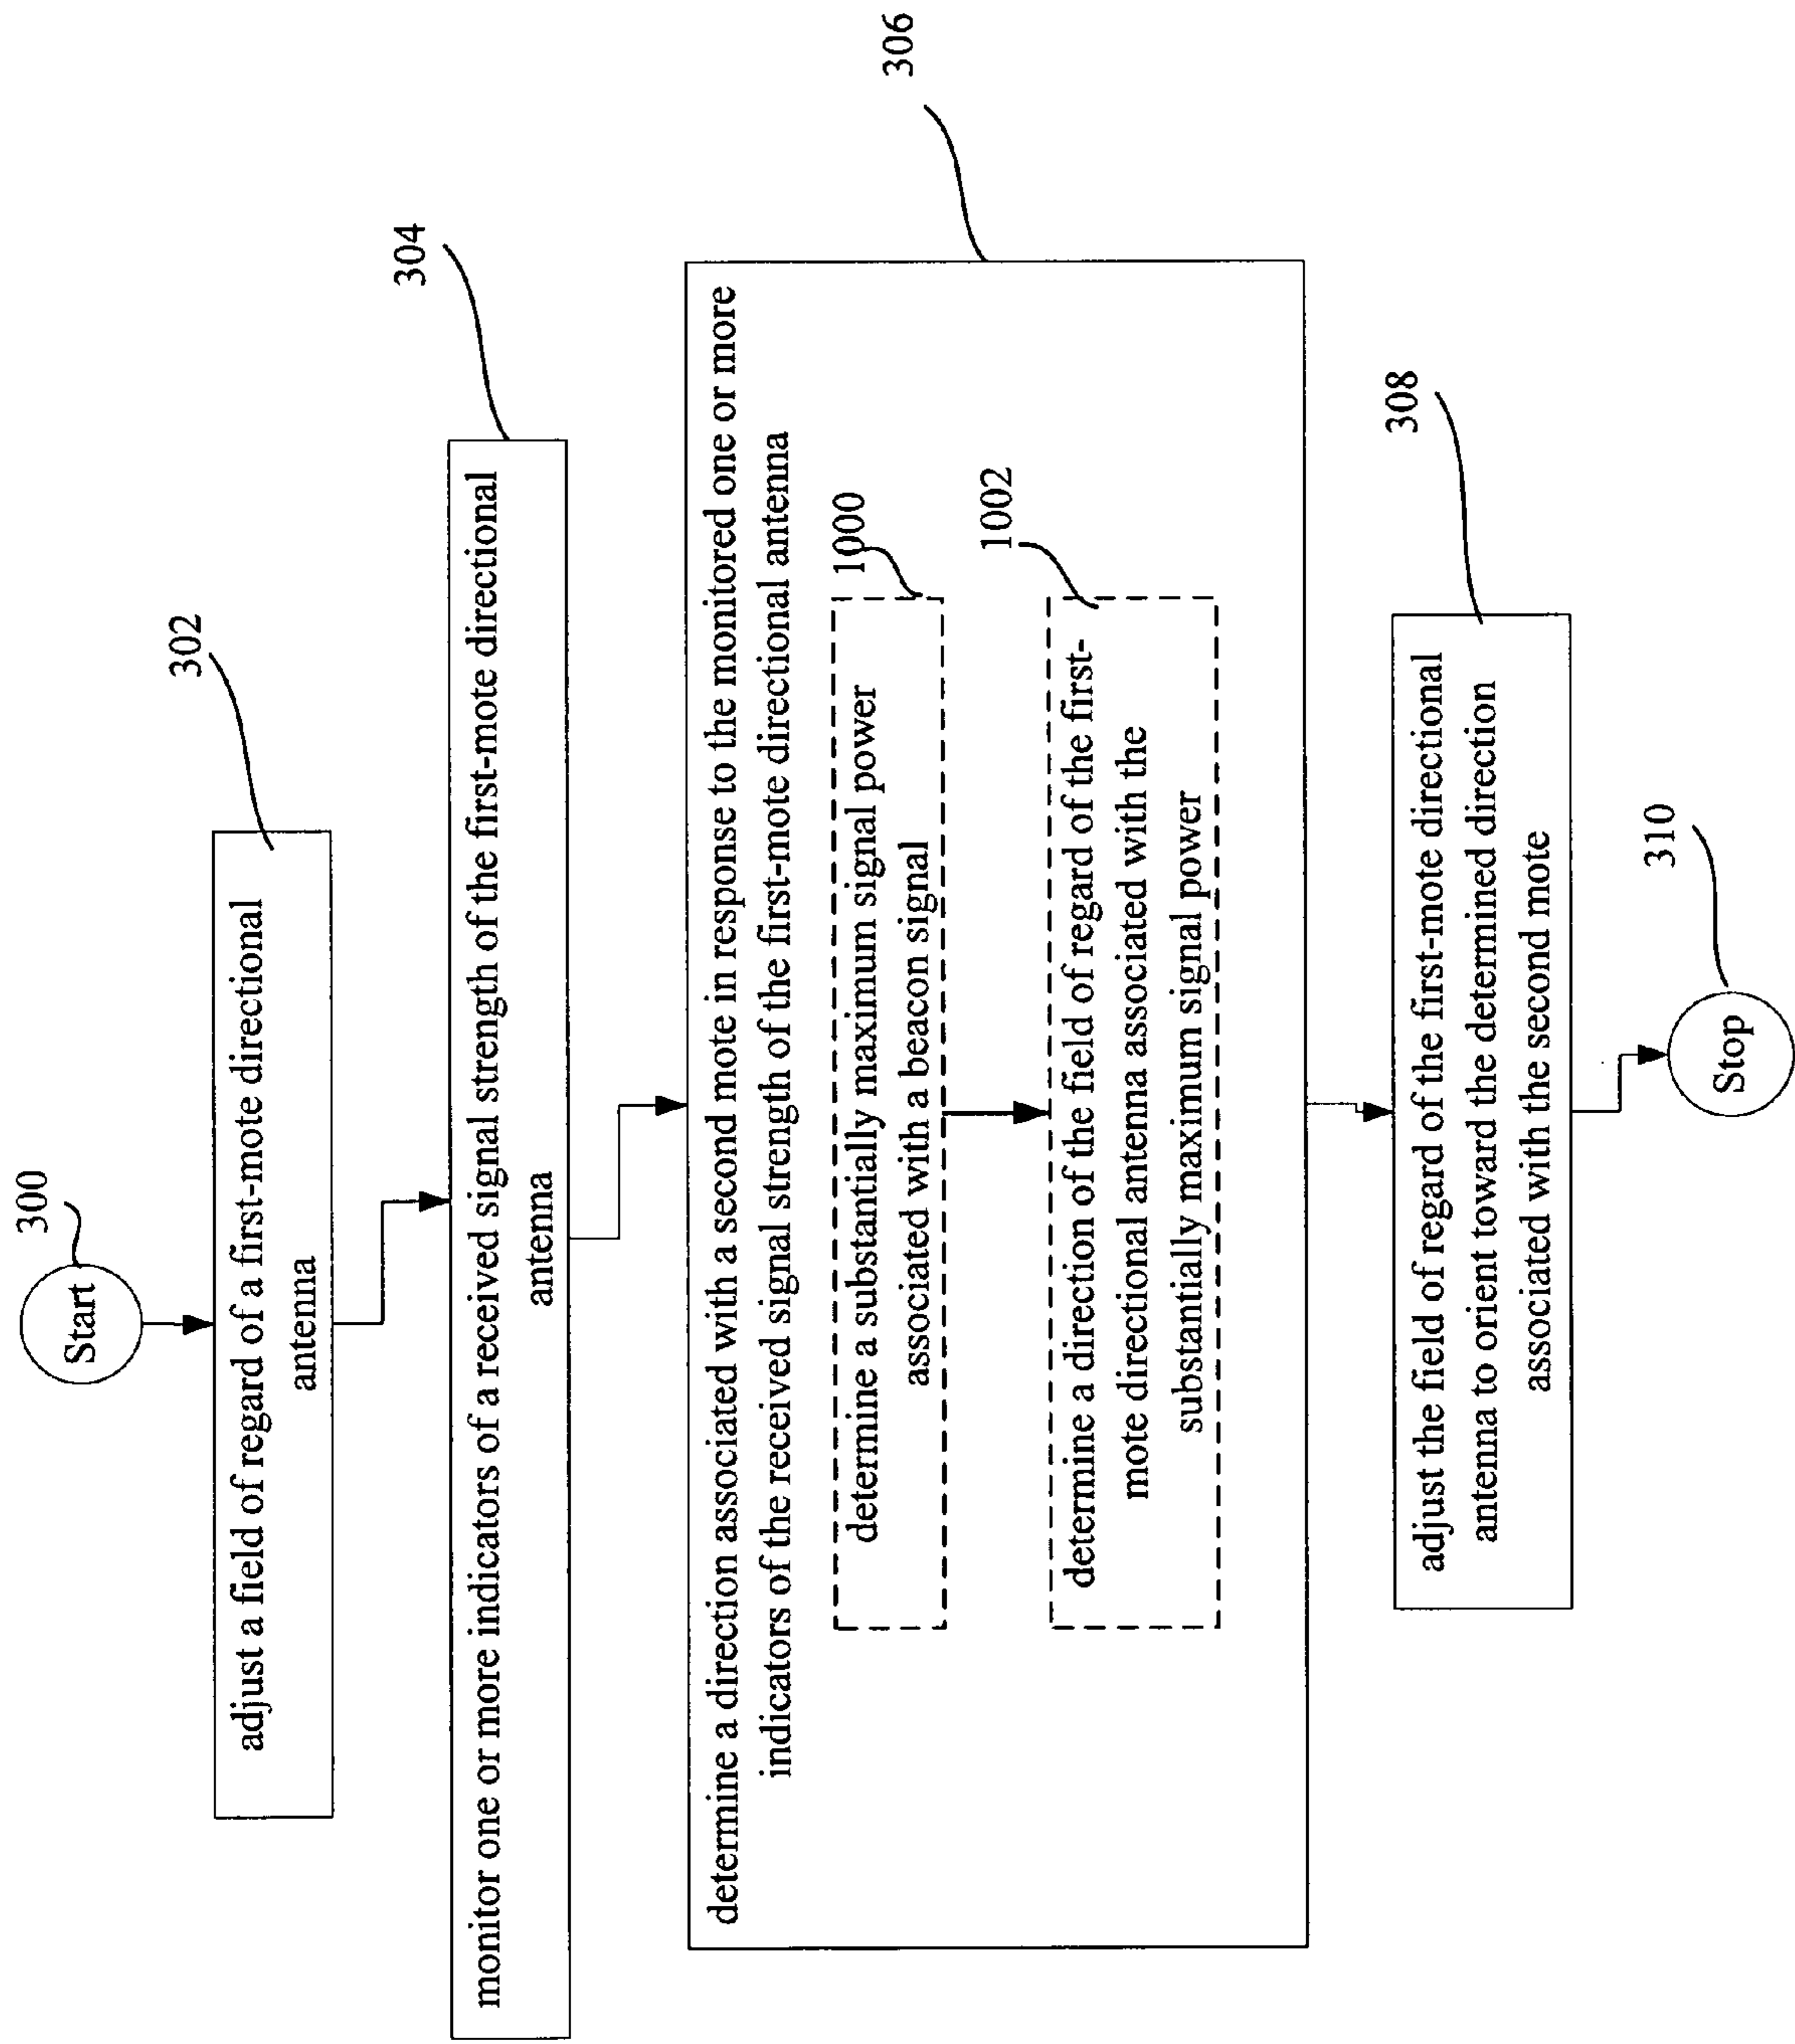 300
Start
302
adjust a field of regard of a first-mote directional
antenna
304
monitor one or more indicators of a received signal strength of the first-mote directional
antenna
306
determine a direction associated with a second mote in response to the monitored one or more
indicators of the received signal strength of the first-mote directional antenna
1000
determine a substantially maximum signal power
associated with a beacon signal
1002
determine a direction of the field of regard of the first-
mote directional antenna associated with the
substantially maximum signal power
308
adjust the field of regard of the first-mote directional
antenna to orient toward the determined direction
associated with the second mote
310
Stop